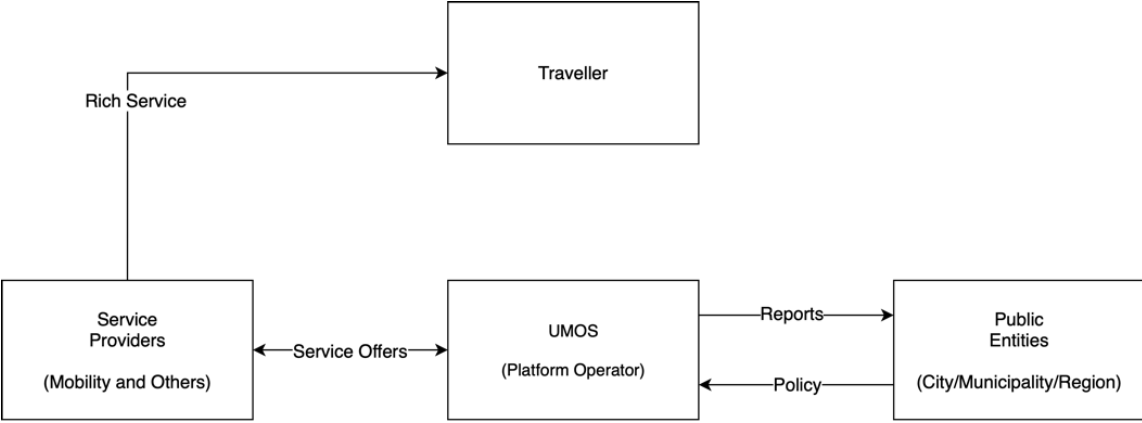 Traveller
Rich Service
Service
Providers
(Mobility and Others)
Service Offers
UMOS
(Platform Operator)
Reports
Policy
Public
Entities
(City/Municipality/Region)